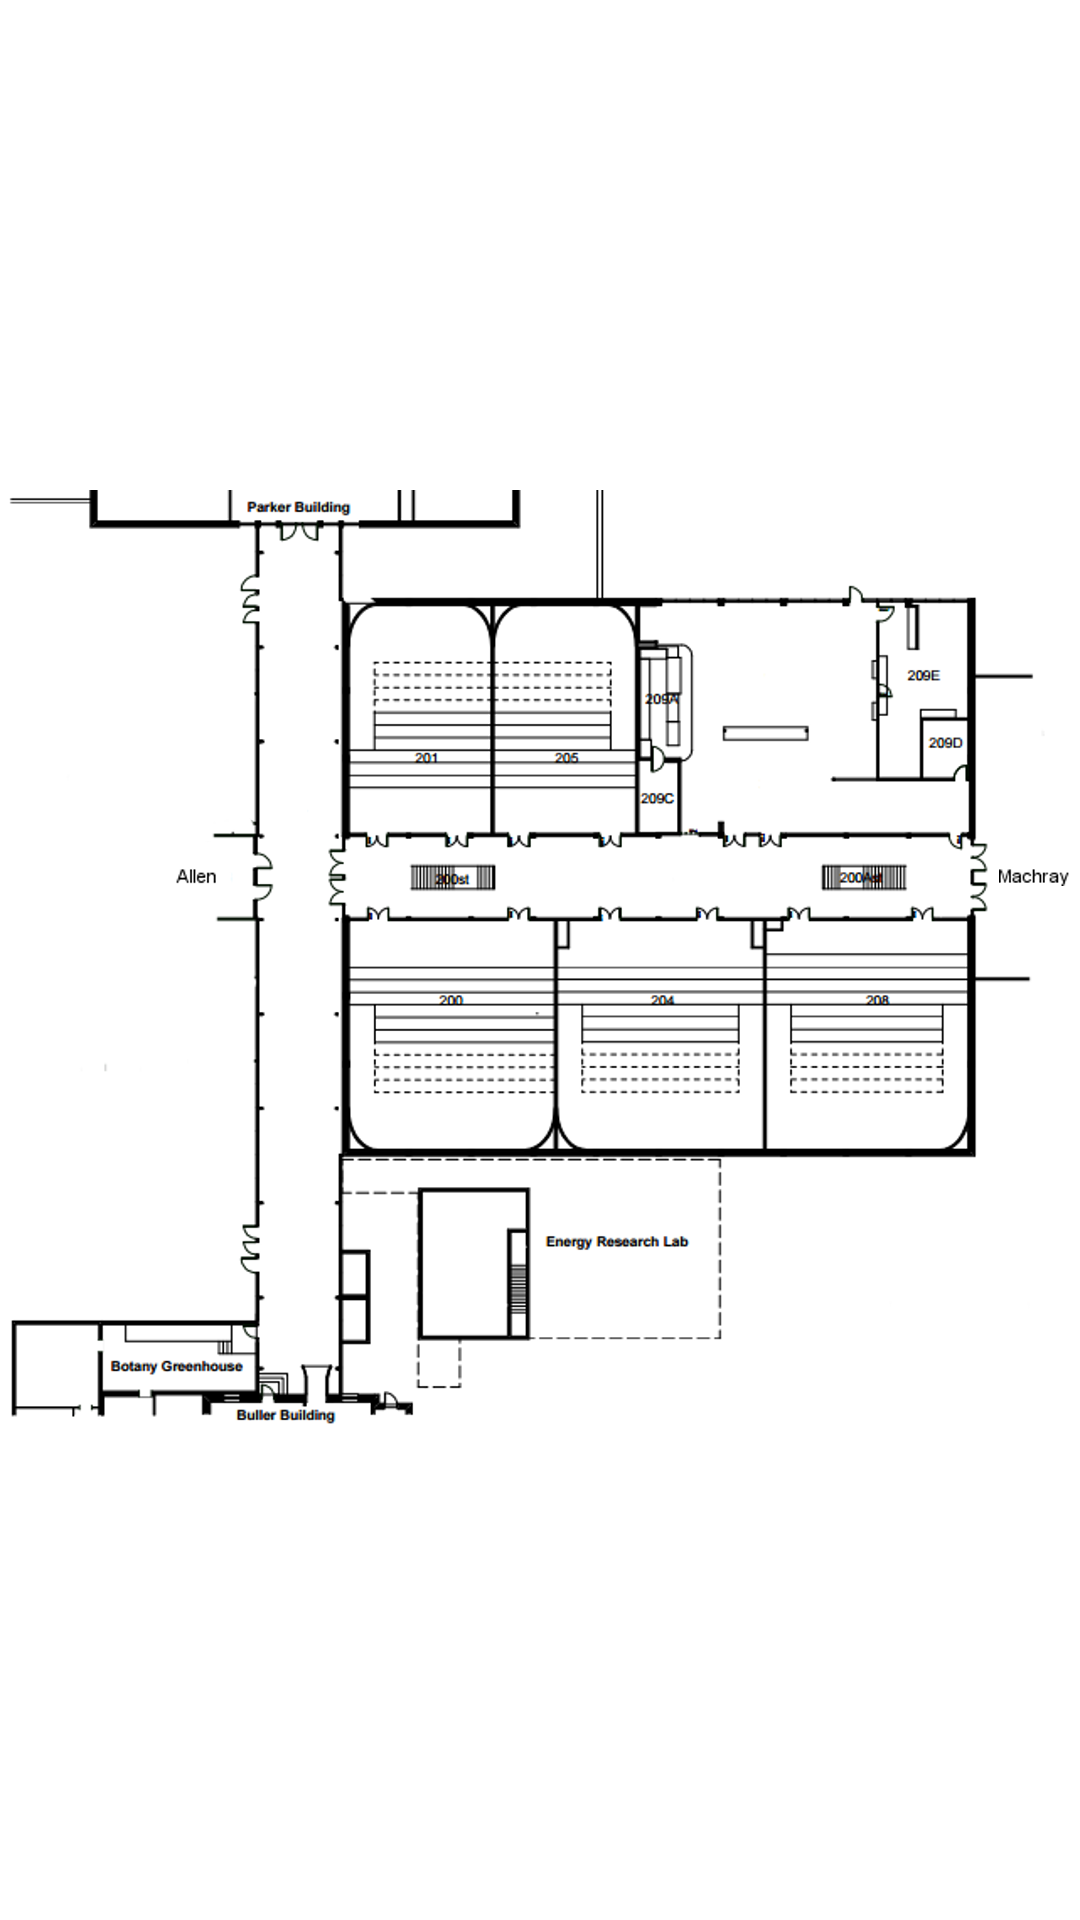 Parker Building
209E
209A
209D
201
205
209C
Allen
200st
200Ast
Machray
200
204
208
Energy Research Lab
Botany Greenhouse
Buller Building